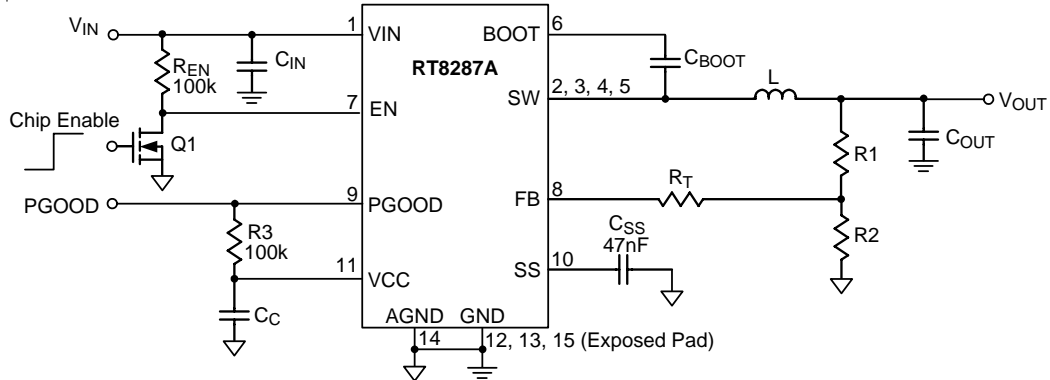 VIN
1
VIN
REN
100k
CIN
RT8287A
BOOT
6
CBOOT
SW
2, 3, 4, 5
L
VOUT
COUT
7
EN
Chip Enable
Q1
R1
PGOOD
9
PGOOD
FB
8
RT
R2
R3
100k
CSS
47nF
SS
10
11
VCC
CC
AGND
GND
14
12, 13, 15 (Exposed Pad)